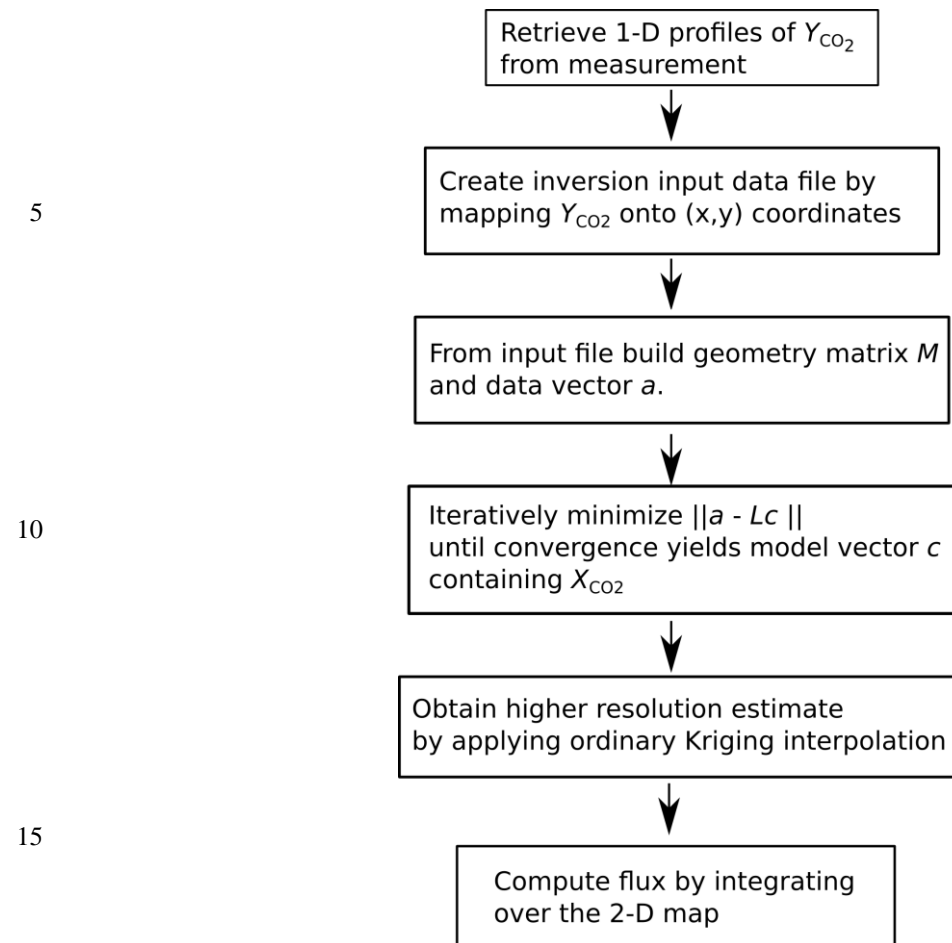 Retrieve 1-D profiles of Y_CO₂
from measurement
Create inversion input data file by
5
mapping Y_CO2 onto (x,y) coordinates
From input file build geometry matrix M
and data vector a.
Iteratively minimize ||a - Lc ||
10
until convergence yields model vector c
containing X_CO2
Obtain higher resolution estimate
by applying ordinary Kriging interpolation
15
Compute flux by integrating
over the 2-D map